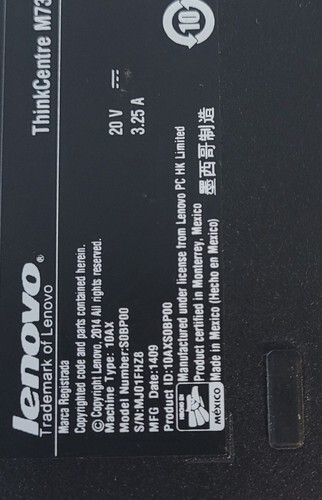 lenovo.
Trademark of Lenovo
ThinkCentre M73
Marca Registrada
Copyrighted code and parts contained herein.
© Copyright Lenovo, 2014 All rights reserved.
Machine Type: 10AX
20 V ⎓
Model Number:S0BP00
3.25 A
S/N:MJ01FHZ8
MFG Date:1409
Product ID:10AXS0BP00
Manufactured under license from Lenovo PC HK Limited
Product certified in Monterrey, Mexico
Made in Mexico (Hecho en Mexico)
墨西哥制造
HECHO EN
MÉXICO
10